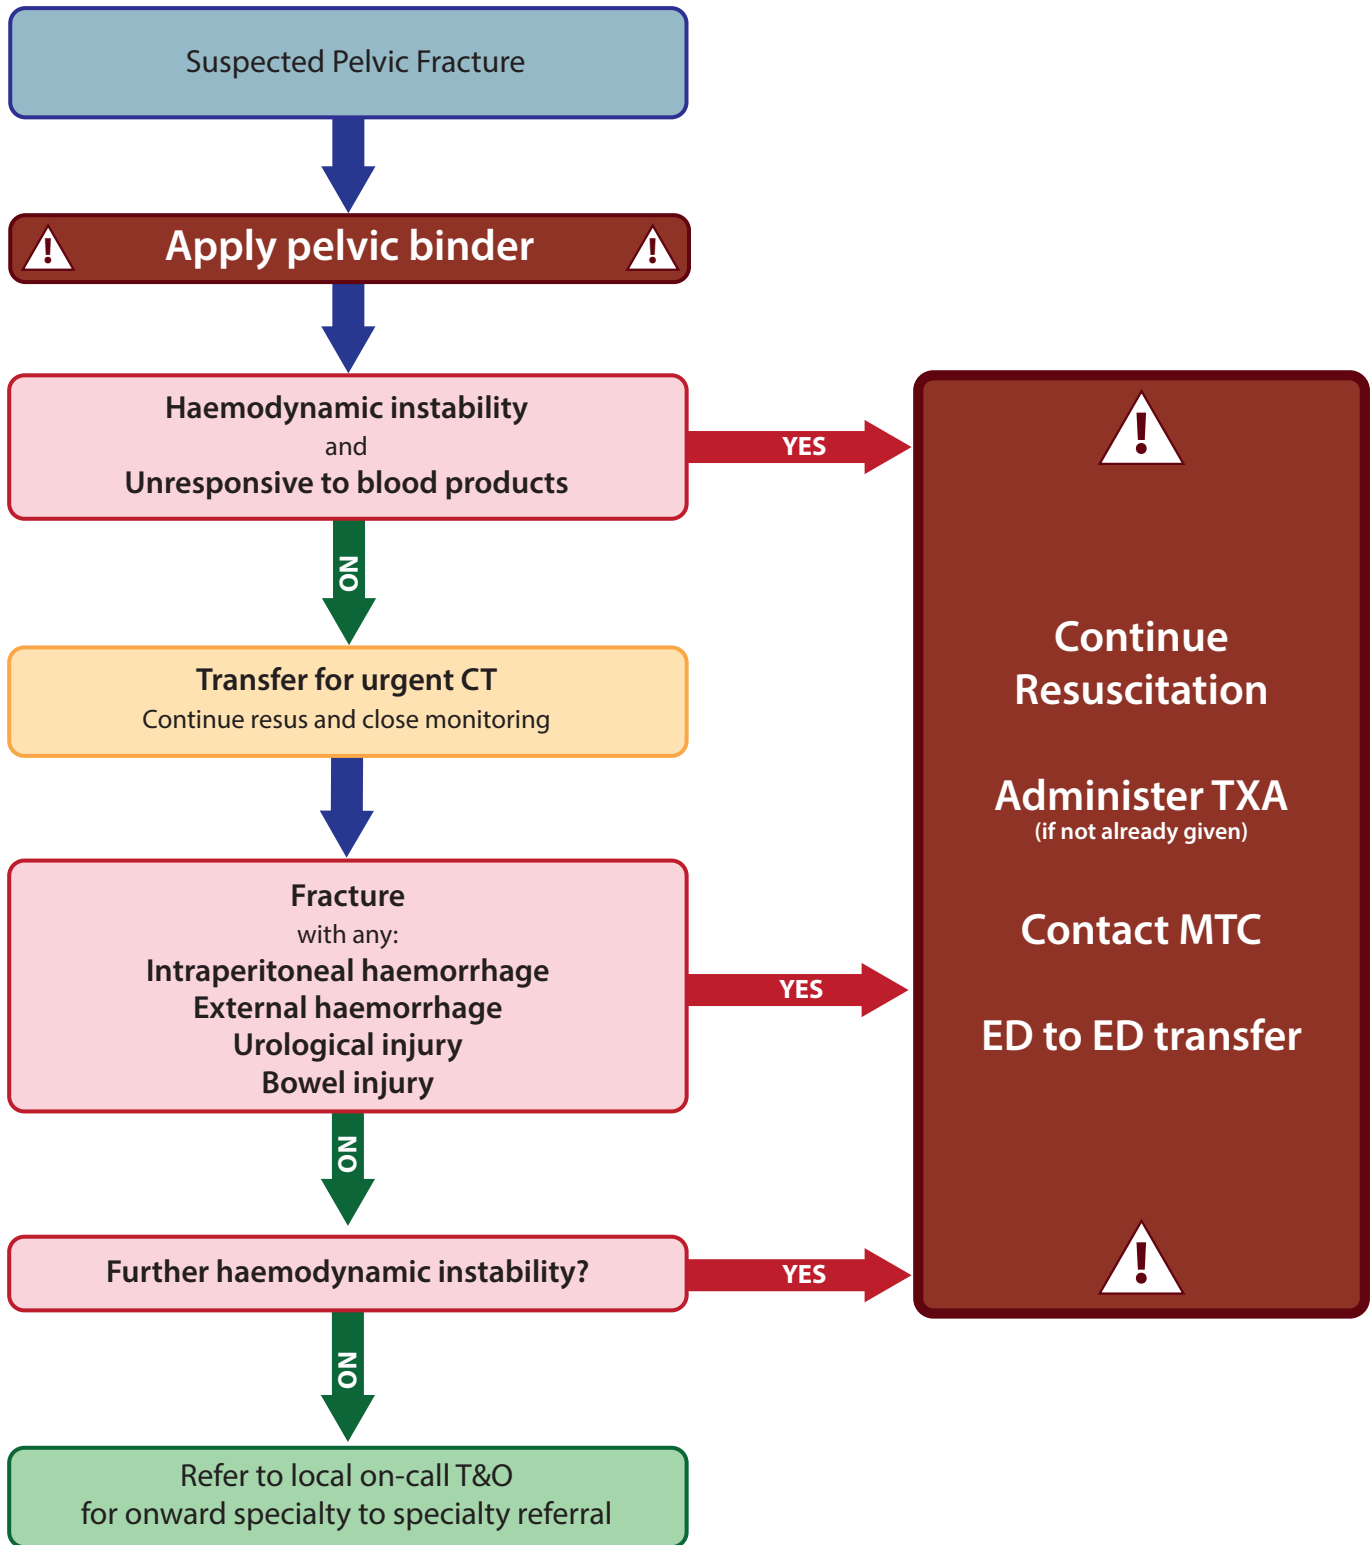 Suspected Pelvic Fracture
Apply pelvic binder
Haemodynamic instability
and
Unresponsive to blood products
YES
NO
Transfer for urgent CT
Continue resus and close monitoring
Fracture
with any:
Intraperitoneal haemorrhage
External haemorrhage
Urological injury
Bowel injury
YES
NO
Further haemodynamic instability?
YES
NO
Refer to local on-call T&O
for onward specialty to specialty referral
!
!
!
Continue
Resuscitation
Administer TXA
(if not already given)
Contact MTC
ED to ED transfer
!